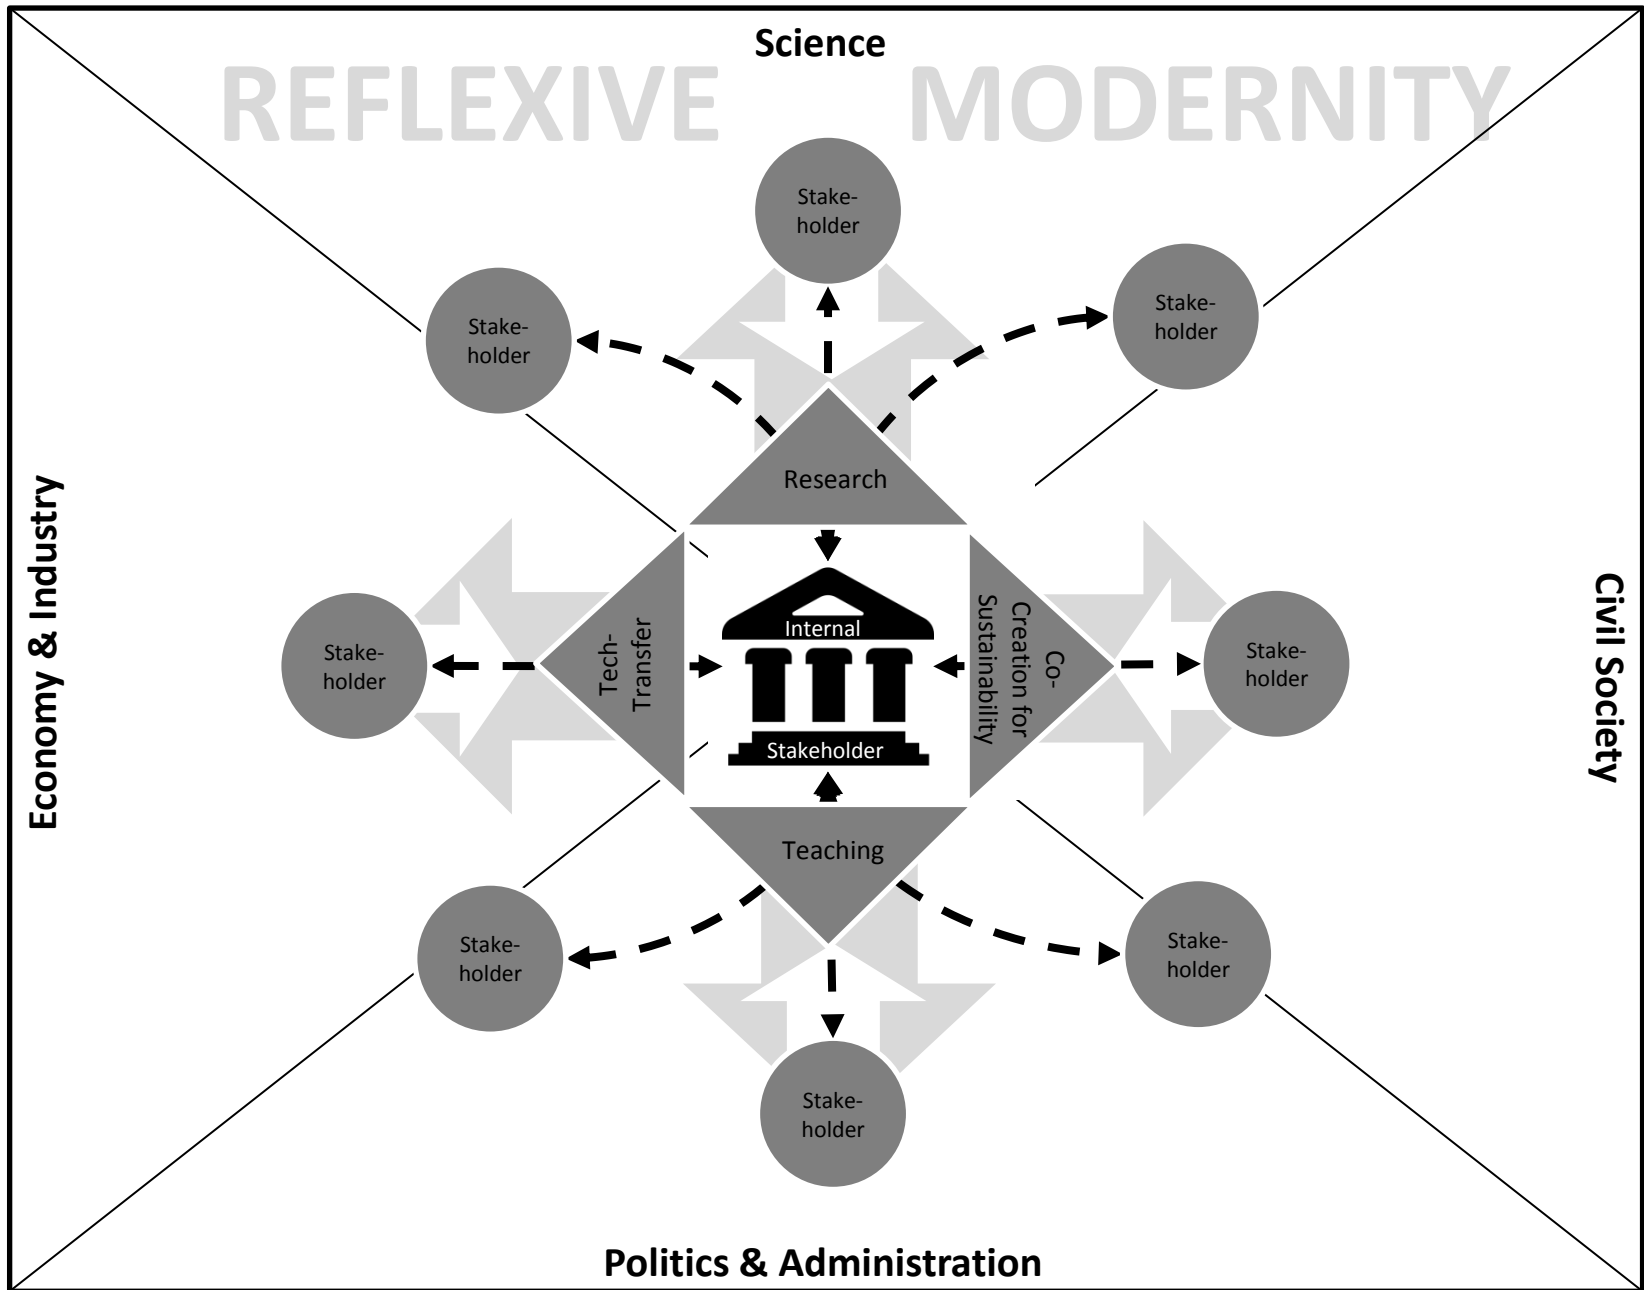 Science
REFLEXIVE MODERNITY
Stake-
holder
Stake-
holder
Stake-
holder
Research
Economy & Industry
Stake-
holder
Tech-
Transfer
Internal
Stakeholder
Co-
Creation for
Sustainability
Stake-
holder
Civil Society
Teaching
Stake-
holder
Stake-
holder
Stake-
holder
Politics & Administration